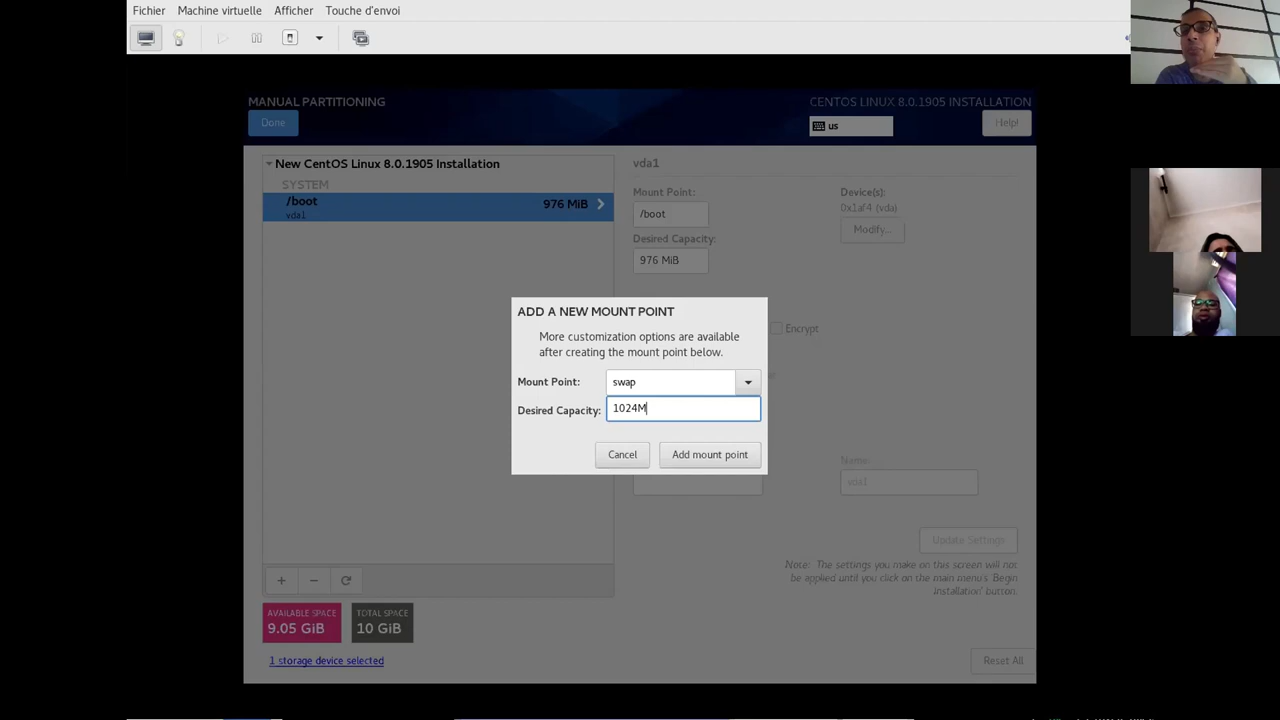 Fichier Machine virtuelle Afficher Touche d'envoi
MANUAL PARTITIONING
CENTOS LINUX 8.0.1905 INSTALLATION
Done
us
Help!
New CentOS Linux 8.0.1905 Installation
SYSTEM
/boot
976 MiB
vda1
vda1
Mount Point:
/boot
Desired Capacity:
976 MiB
Device(s):
0x1af4 (vda)
Modify...
Encrypt
ADD A NEW MOUNT POINT
More customization options are available
after creating the mount point below.
Mount Point:
swap
Desired Capacity:
1024M
Cancel
Add mount point
Name:
vda1
Update Settings
Note: The settings you make on this screen will not
be applied until you click on the main menu's 'Begin
Installation' button.
+ −
AVAILABLE SPACE
9.05 GiB
TOTAL SPACE
10 GiB
1 storage device selected
Reset All